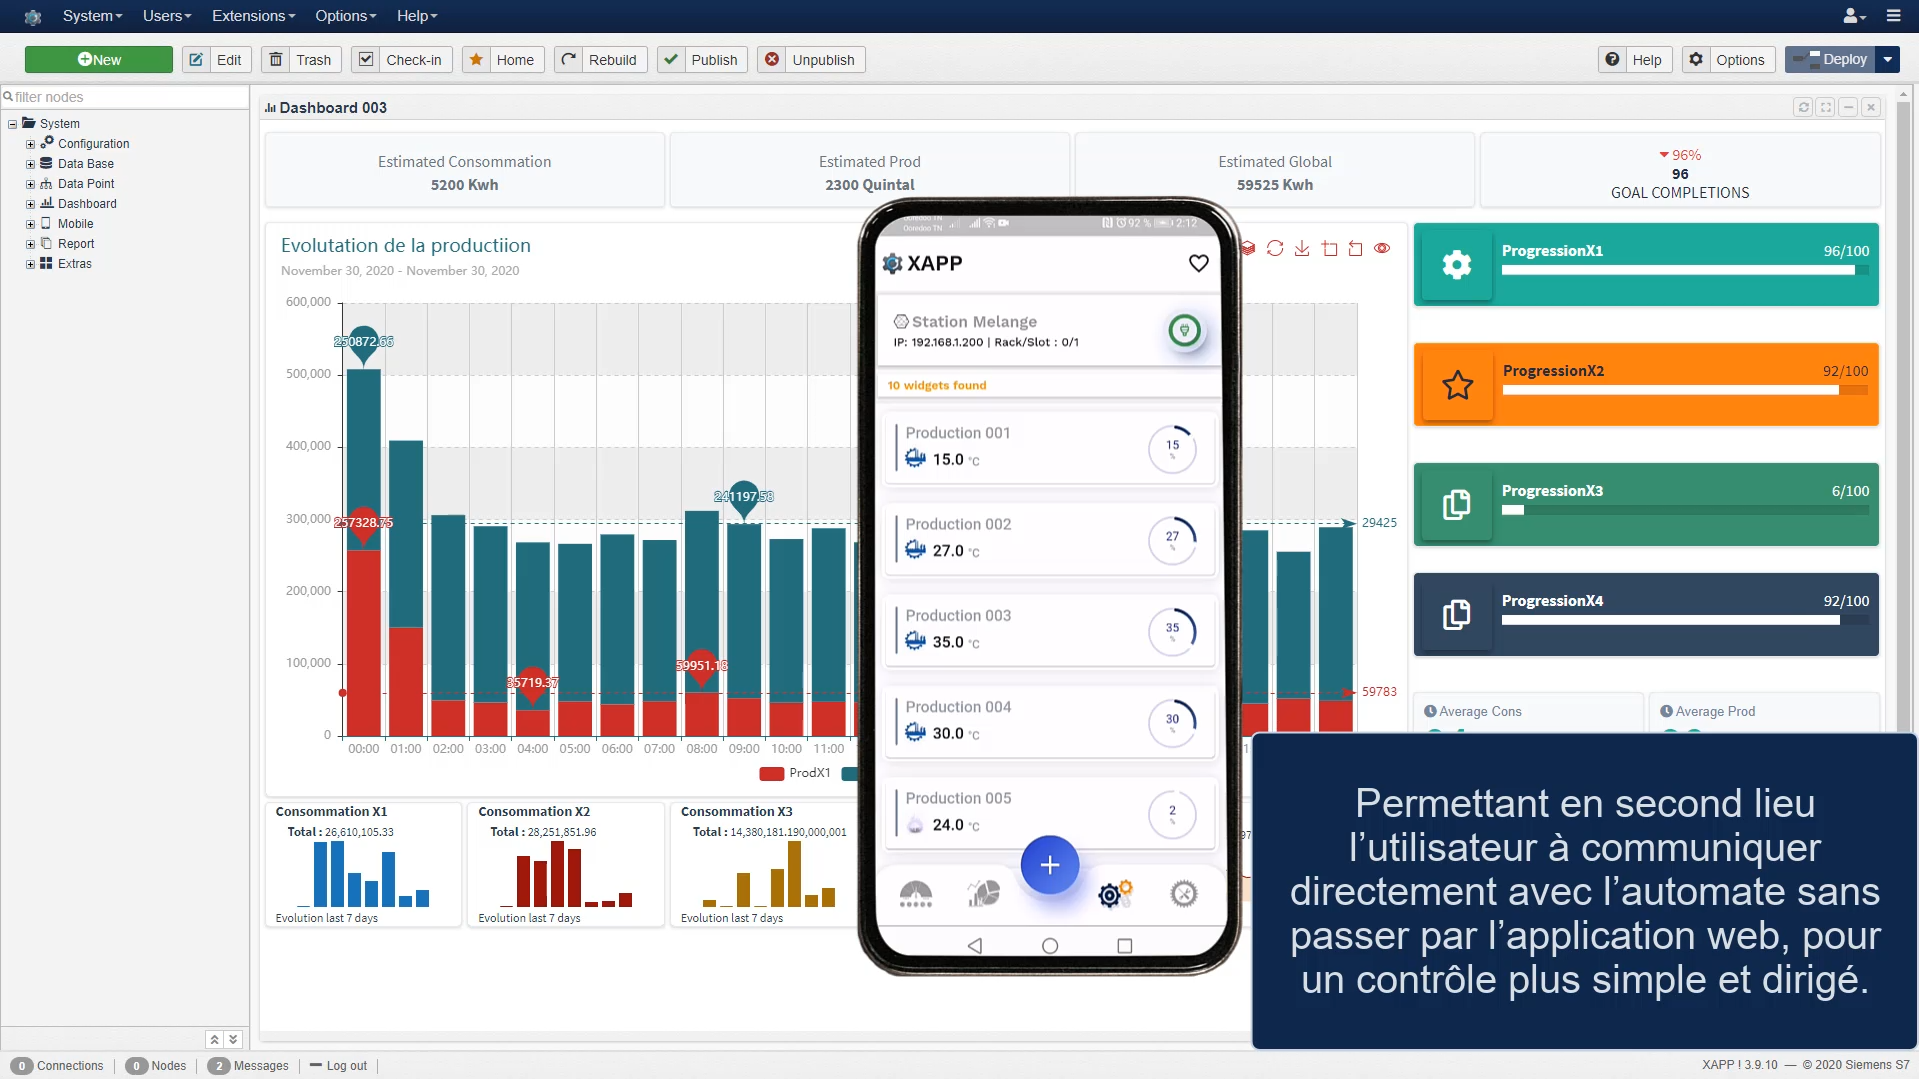 System Users Extensions Options Help
New Edit Trash Check-in Home Rebuild Publish Unpublish Help Options Deploy
filter nodes
System
Configuration
Data Base
Data Point
Dashboard
Mobile
Report
Extras
Dashboard 003
Estimated Consommation
5200 Kwh
Estimated Prod
2300 Quintal
Estimated Global
59525 Kwh
96%
96
GOAL COMPLETIONS
Evolutation de la productiion
November 30, 2020 - November 30, 2020
600,000
500,000
400,000
300,000
200,000
100,000
0
250872.66
257328.75
35719.37
59951.18
241197.58
29425
59783
00:00 01:00 02:00 03:00 04:00 05:00 06:00 07:00 08:00 09:00 10:00 11:00
ProdX1
Ooredoo TN
Ooredoo TN
92 % 2:12
XAPP
Station Melange
IP: 192.168.1.200 | Rack/Slot : 0/1
10 widgets found
Production 001
15.0 °C
15
%
Production 002
27.0 °C
27
%
Production 003
35.0 °C
35
%
Production 004
30.0 °C
30
%
Production 005
24.0 °C
2
%
ProgressionX1 96/100
ProgressionX2 92/100
ProgressionX3 6/100
ProgressionX4 92/100
Average Cons
Average Prod
Consommation X1
Total : 26,610,105.33
Evolution last 7 days
Consommation X2
Total : 28,251,851.96
Evolution last 7 days
Consommation X3
Total : 14,380,181.190,000,001
Evolution last 7 days
Permettant en second lieu
l’utilisateur à communiquer
directement avec l’automate sans
passer par l’application web, pour
un contrôle plus simple et dirigé.
0 Connections 0 Nodes 2 Messages Log out
XAPP ! 3.9.10 — © 2020 Siemens S7